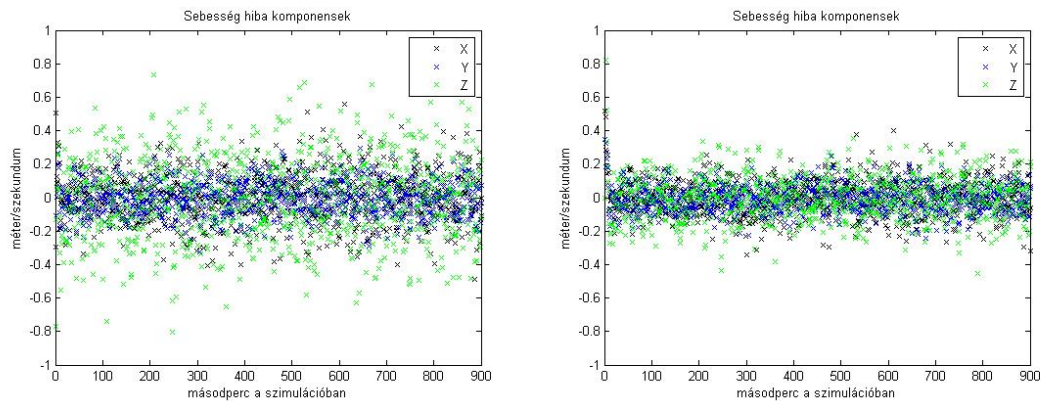 Sebesség hiba komponensek
1
0.8
0.6
0.4
0.2
0
-0.2
-0.4
-0.6
-0.8
-1
méter/szekundum
X
Y
Z
0 100 200 300 400 500 600 700 800 900
másodperc a szimulációban
Sebesség hiba komponensek
1
0.8
0.6
0.4
0.2
0
-0.2
-0.4
-0.6
-0.8
-1
méter/szekundum
X
Y
Z
0 100 200 300 400 500 600 700 800 900
másodperc a szimulációban